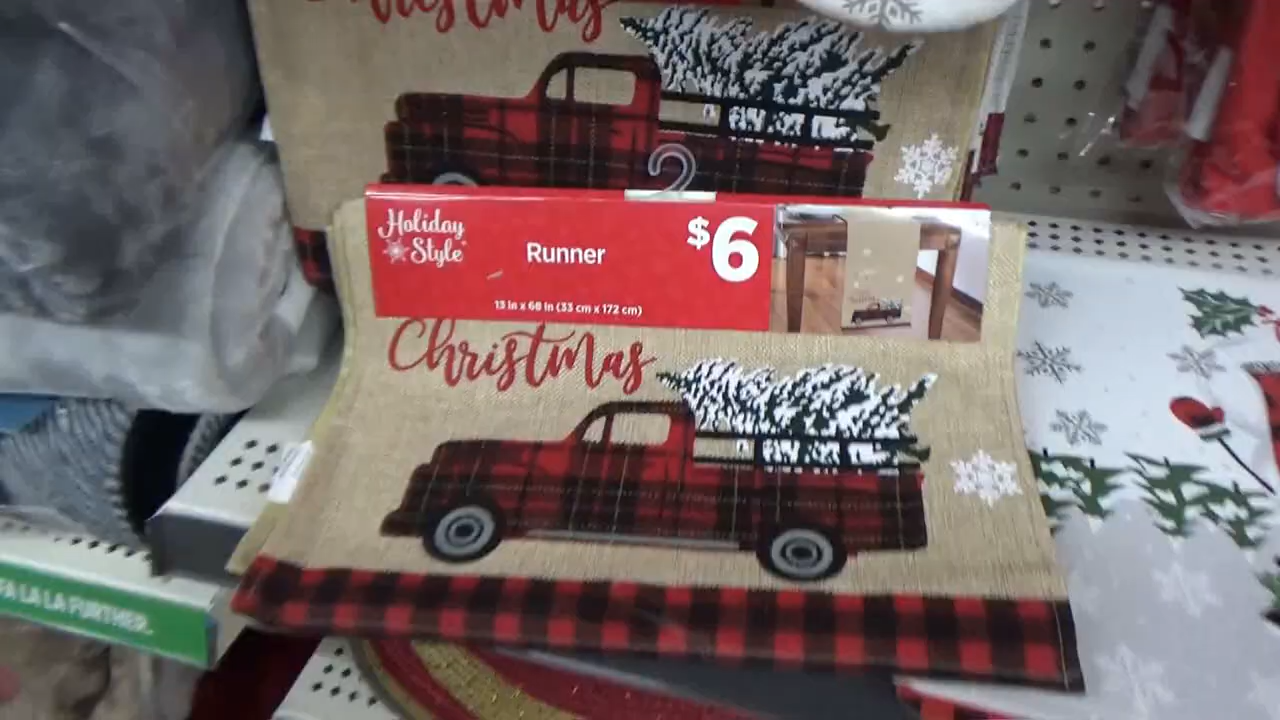 Christmas
Holiday
Style
Runner
$6
13 in x 68 in (33 cm x 172 cm)
Christmas
FA LA LA FURTHER.